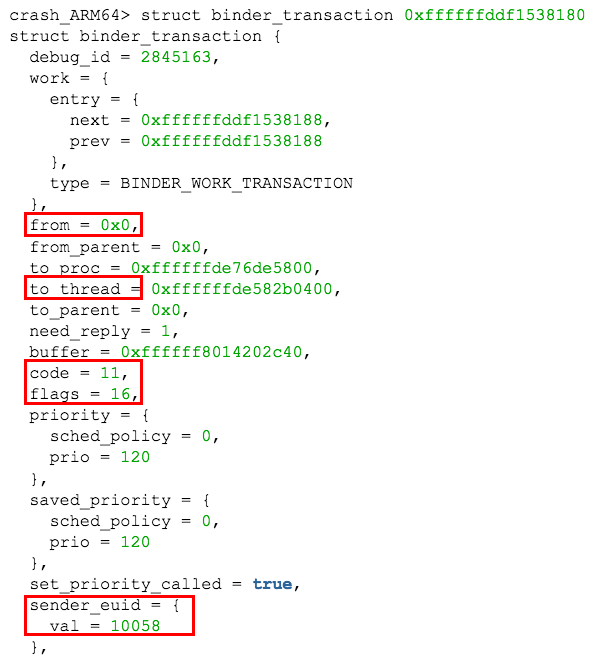 crash_ARM64> struct binder_transaction 0xffffffddf1538180
struct binder_transaction {
  debug_id = 2845163,
  work = {
    entry = {
      next = 0xffffffddf1538188,
      prev = 0xffffffddf1538188
    },
    type = BINDER_WORK_TRANSACTION
  },
  from = 0x0,
  from_parent = 0x0,
  to_proc = 0xffffffde76de5800,
  to_thread = 0xffffffde582b0400,
  to_parent = 0x0,
  need_reply = 1,
  buffer = 0xffffff8014202c40,
  code = 11,
  flags = 16,
  priority = {
    sched_policy = 0,
    prio = 120
  },
  saved_priority = {
    sched_policy = 0,
    prio = 120
  },
  set_priority_called = true,
  sender_euid = {
    val = 10058
  },